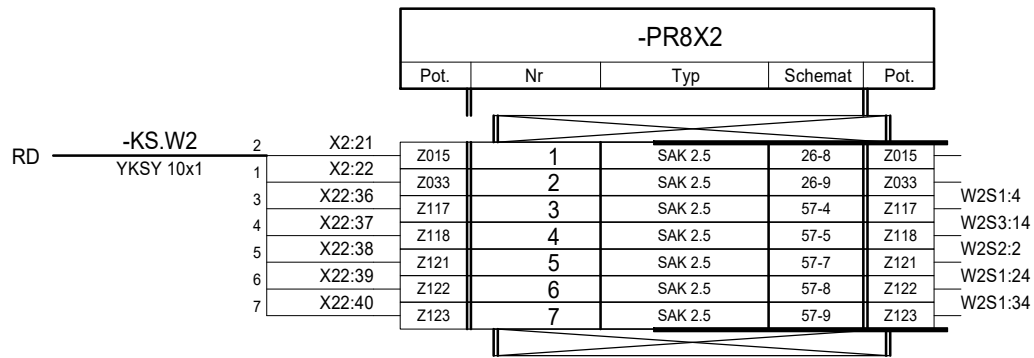 -PR8X2
Pot. Nr Typ Schemat Pot.
RD -KS.W2 YKSY 10x1
2 X2:21 Z015 1 SAK 2.5 26-8 Z015
1 X2:22 Z033 2 SAK 2.5 26-9 Z033
3 X22:36 Z117 3 SAK 2.5 57-4 Z117 W2S1:4
4 X22:37 Z118 4 SAK 2.5 57-5 Z118 W2S3:14
5 X22:38 Z121 5 SAK 2.5 57-7 Z121 W2S2:2
6 X22:39 Z122 6 SAK 2.5 57-8 Z122 W2S1:24
7 X22:40 Z123 7 SAK 2.5 57-9 Z123 W2S1:34